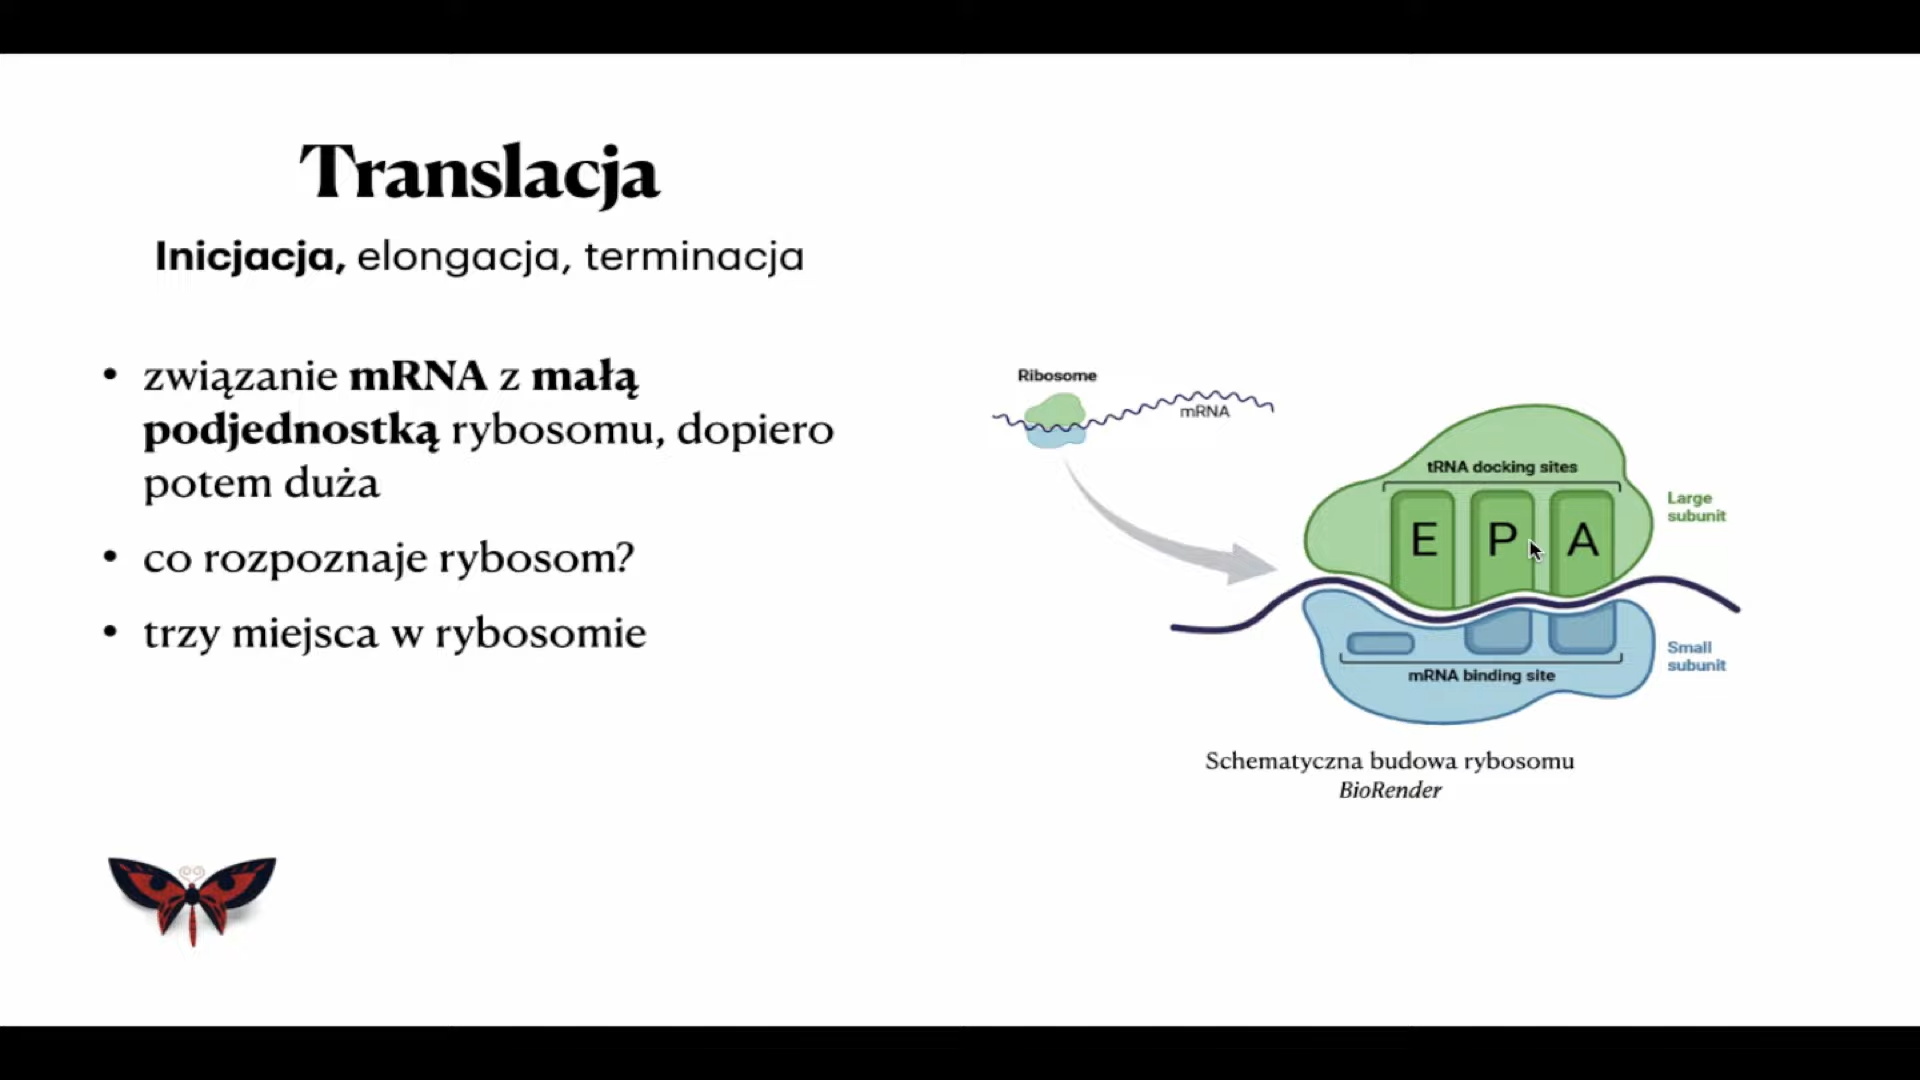 Translacja
Inicjacja, elongacja, terminacja
• związanie mRNA z małą
podjednostką rybosomu, dopiero
potem duża
• co rozpoznaje rybosom?
• trzy miejsca w rybosomie
Ribosome
mRNA
tRNA docking sites
E P A
Large
subunit
Small
subunit
mRNA binding site
Schematyczna budowa rybosomu
BioRender